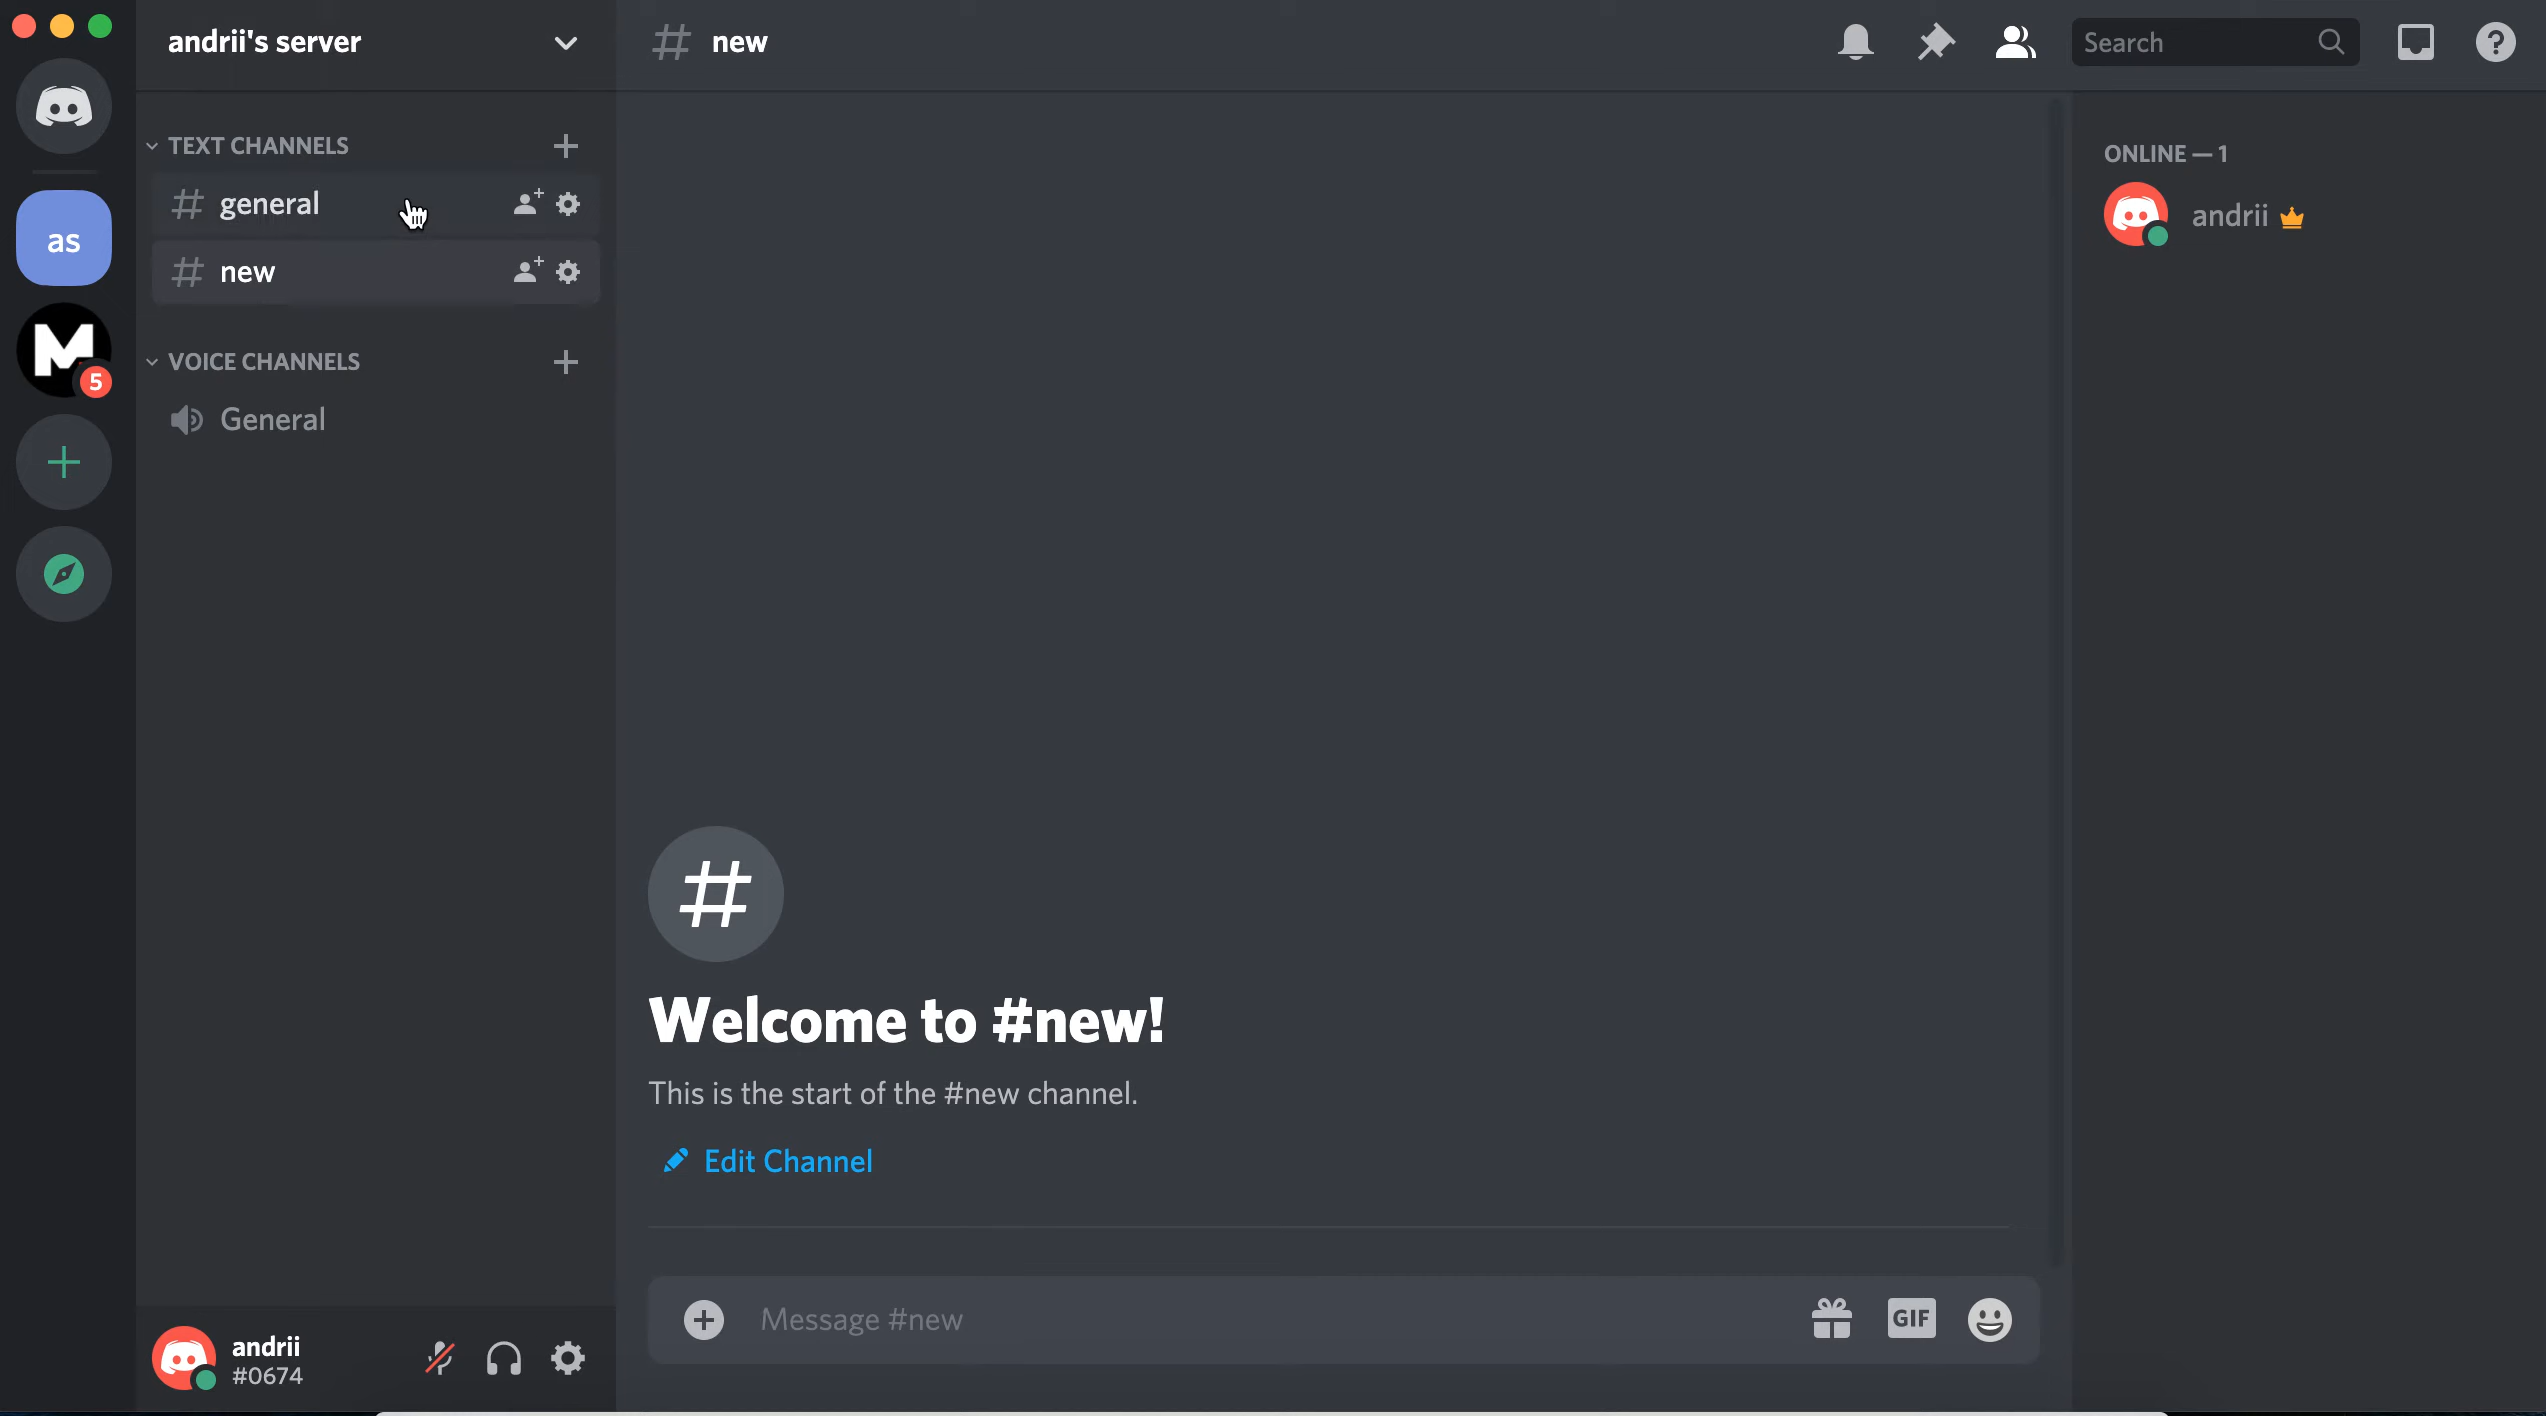 andrii's server
TEXT CHANNELS
# general
# new
VOICE CHANNELS
General
as
M
5
# new
Search
?
ONLINE — 1
andrii
#
Welcome to #new!
This is the start of the #new channel.
Edit Channel
Message #new
GIF
andrii
#0674